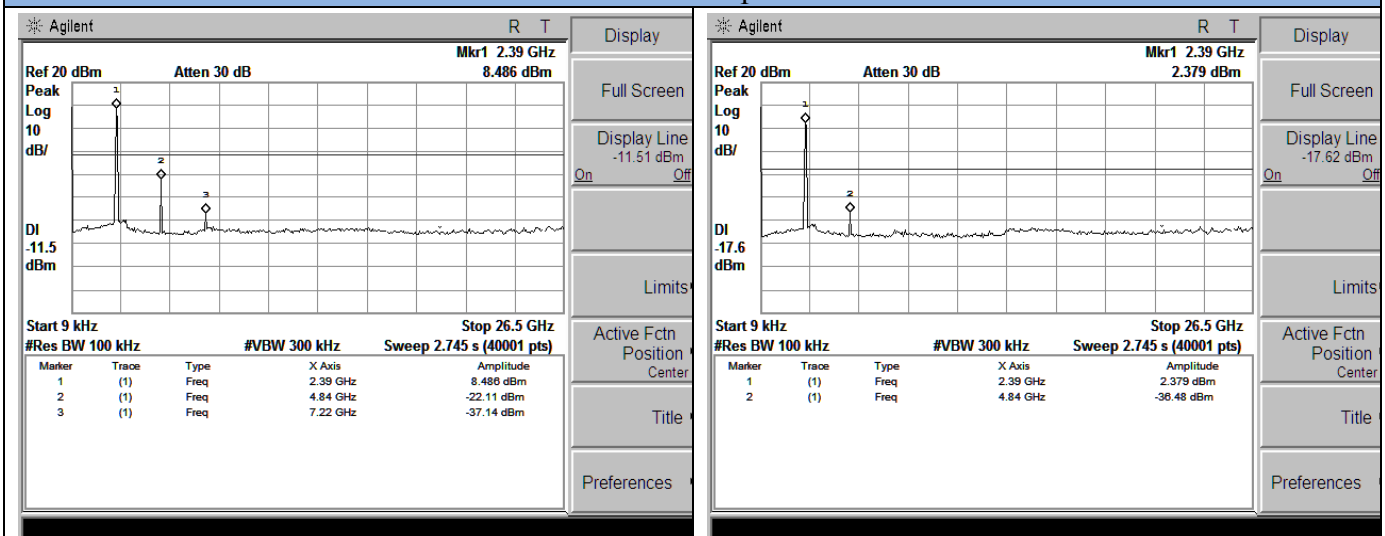 Agilent R T
Mkr1 2.39 GHz
Ref 20 dBm Atten 30 dB 8.486 dBm
Peak
Log
10
dB/
1
2
3
DI
-11.5
dBm
Start 9 kHz Stop 26.5 GHz
#Res BW 100 kHz #VBW 300 kHz Sweep 2.745 s (40001 pts)
Marker Trace Type X Axis Amplitude
1 (1) Freq 2.39 GHz 8.486 dBm
2 (1) Freq 4.84 GHz -22.11 dBm
3 (1) Freq 7.22 GHz -37.14 dBm
Display
Full Screen
Display Line
-11.51 dBm
On Off
Limits
Active Fctn
Position
Center
Title
Preferences
Agilent R T
Mkr1 2.39 GHz
Ref 20 dBm Atten 30 dB 2.379 dBm
Peak
Log
10
dB/
1
2
DI
-17.6
dBm
Start 9 kHz Stop 26.5 GHz
#Res BW 100 kHz #VBW 300 kHz Sweep 2.745 s (40001 pts)
Marker Trace Type X Axis Amplitude
1 (1) Freq 2.39 GHz 2.379 dBm
2 (1) Freq 4.84 GHz -36.48 dBm
Display
Full Screen
Display Line
-17.62 dBm
On Off
Limits
Active Fctn
Position
Center
Title
Preferences